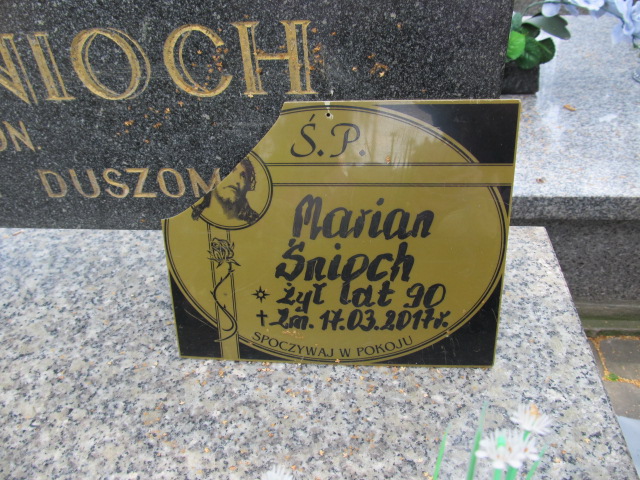 NIOCH
ON.
DUSZOM
Ś.P.
Marian
Śnioch
żył lat 90
zm. 17.03.2017r.
SPOCZYWAJ W POKOJU